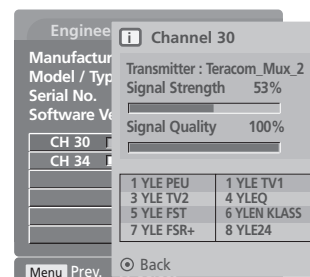 Enginee
i Channel 30
Manufactur
Model / Typ
Serial No.
Software Ve
Transmitter : Teracom_Mux_2
Signal Strength 53%
Signal Quality 100%
CH 30
CH 34
1 YLE PEU 1 YLE TV1
3 YLE TV2 4 YLEQ
5 YLE FST 6 YLEN KLASS
7 YLE FSR+ 8 YLE24
Back
Menu Prev.